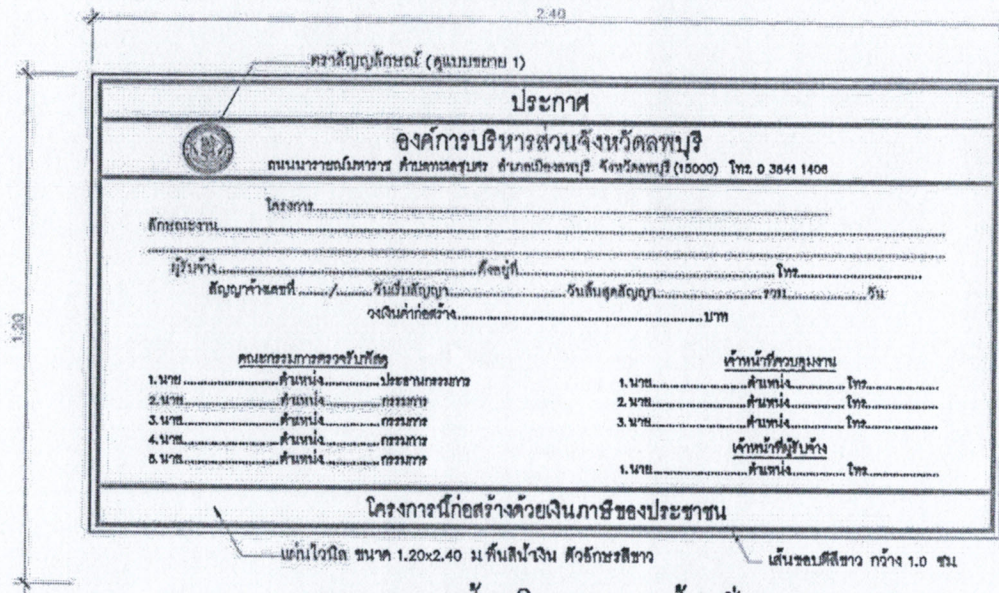 2.40
ตราสัญญลักษณ์ (ดูแบบขยาย 1)
ประกาศ
องค์การบริหารส่วนจังหวัดลพบุรี
ถนนนารายณ์มหาราช ตำบลทะเลชุบศร อำเภอเมืองลพบุรี จังหวัดลพบุรี (15000) โทร. 0 3641 1406
โครงการ
ลักษณะงาน
ผู้รับจ้าง ตั้งอยู่ที่ โทร
สัญญาจ้างเลขที่ / วันเริ่มสัญญา วันสิ้นสุดสัญญา รวม วัน
วงเงินค่าก่อสร้าง บาท
1.20
คณะกรรมการตรวจรับพัสดุ
1. นาย ตำแหน่ง ประธานกรรมการ
2. นาย ตำแหน่ง กรรมการ
3. นาย ตำแหน่ง กรรมการ
4. นาย ตำแหน่ง กรรมการ
5. นาย ตำแหน่ง กรรมการ
เจ้าหน้าที่ควบคุมงาน
1. นาย ตำแหน่ง โทร
2. นาย ตำแหน่ง โทร
3. นาย ตำแหน่ง โทร
เจ้าหน้าที่ผู้รับจ้าง
1. นาย ตำแหน่ง โทร
โครงการนี้ก่อสร้างด้วยเงินภาษีของประชาชน
แผ่นไวนิล ขนาด 1.20x2.40 ม พื้นสีน้ำเงิน ตัวอักษรสีขาว
เส้นขอบตีสีขาว กว้าง 1.0 ซม